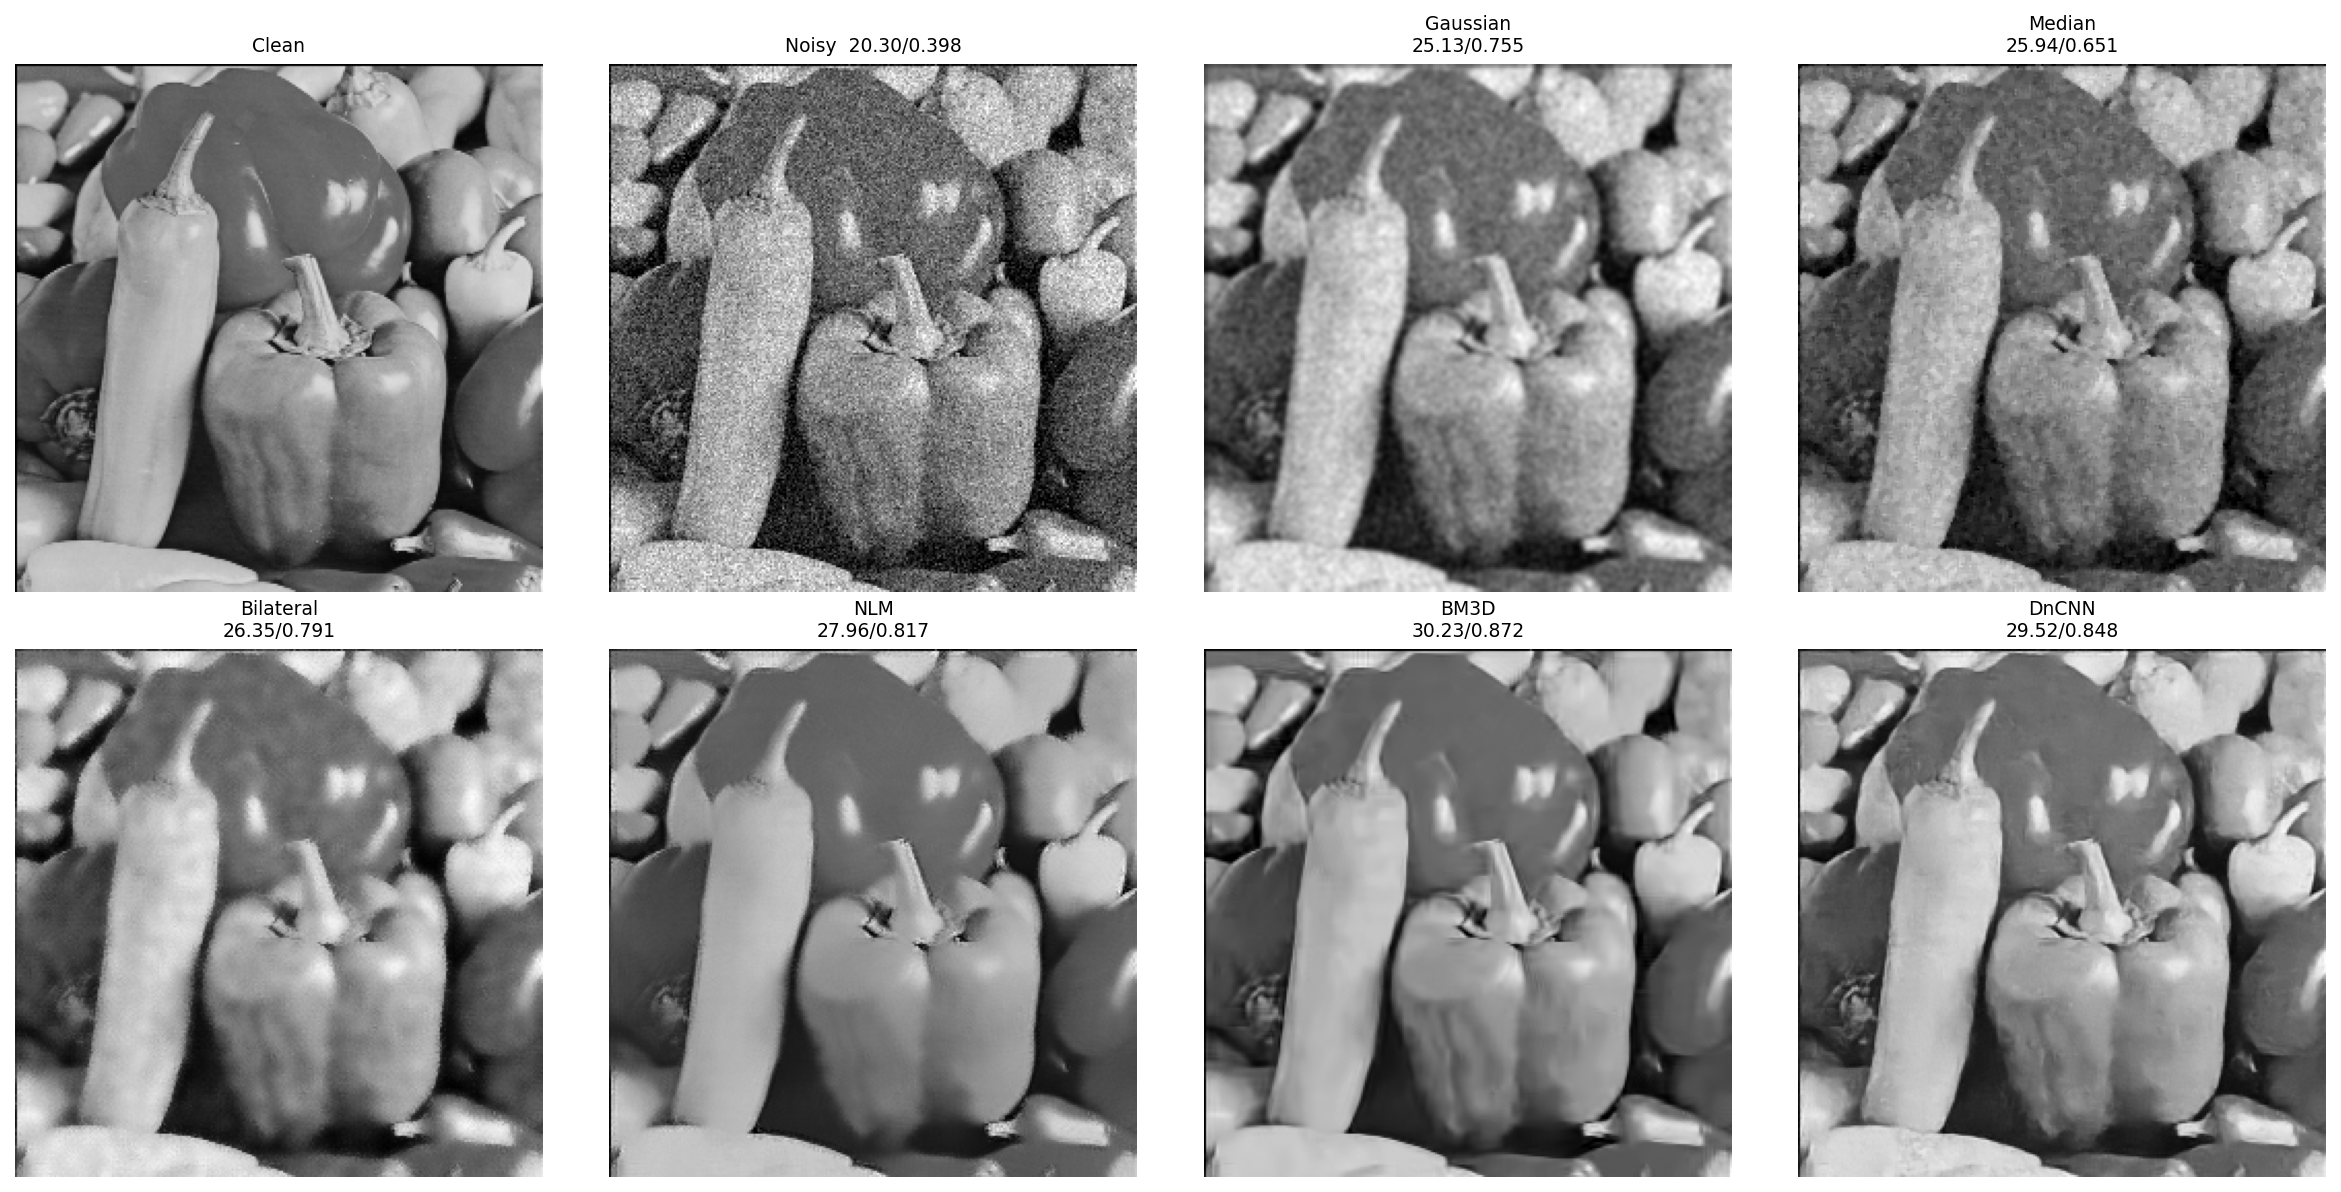 Clean
Noisy  20.30/0.398
Gaussian
25.13/0.755
Median
25.94/0.651
Bilateral
26.35/0.791
NLM
27.96/0.817
BM3D
30.23/0.872
DnCNN
29.52/0.848